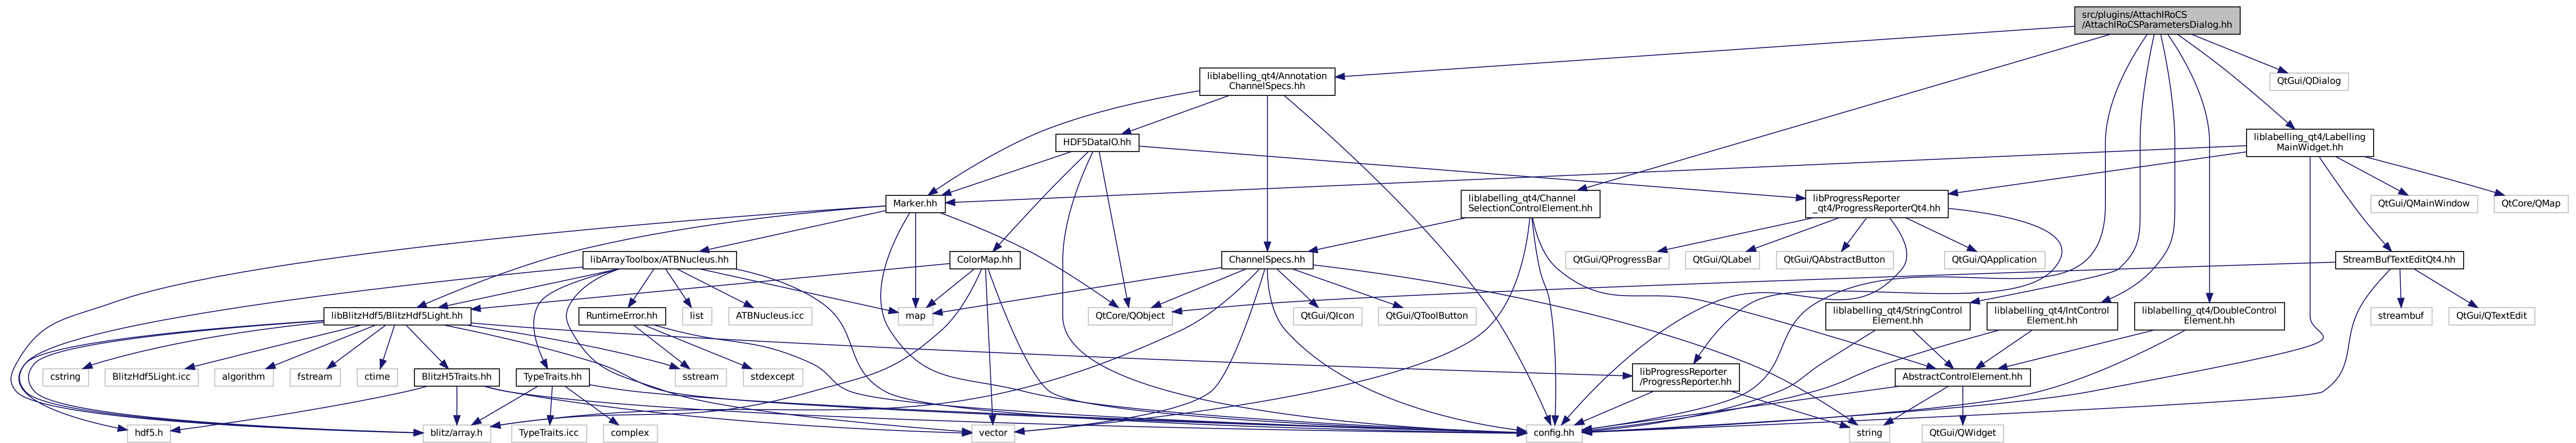 src/plugins/AttachIRoCS
/AttachIRoCSParametersDialog.hh
liblabelling_qt4/Annotation
ChannelSpecs.hh
QtGui/QDialog
HDF5DataIO.hh
liblabelling_qt4/Labelling
MainWidget.hh
Marker.hh
liblabelling_qt4/Channel
SelectionControlElement.hh
libProgressReporter
_qt4/ProgressReporterQt4.hh
QtGui/QMainWindow
QtCore/QMap
libArrayToolbox/ATBNucleus.hh
ColorMap.hh
ChannelSpecs.hh
QtGui/QProgressBar
QtGui/QLabel
QtGui/QAbstractButton
QtGui/QApplication
StreamBufTextEditQt4.hh
libBlitzHdf5/BlitzHdf5Light.hh
RuntimeError.hh
list
ATBNucleus.icc
map
QtCore/QObject
QtGui/QIcon
QtGui/QToolButton
liblabelling_qt4/StringControl
Element.hh
liblabelling_qt4/IntControl
Element.hh
liblabelling_qt4/DoubleControl
Element.hh
streambuf
QtGui/QTextEdit
cstring
BlitzHdf5Light.icc
algorithm
fstream
ctime
BlitzH5Traits.hh
TypeTraits.hh
sstream
stdexcept
libProgressReporter
/ProgressReporter.hh
AbstractControlElement.hh
hdf5.h
blitz/array.h
TypeTraits.icc
complex
vector
config.hh
string
QtGui/QWidget